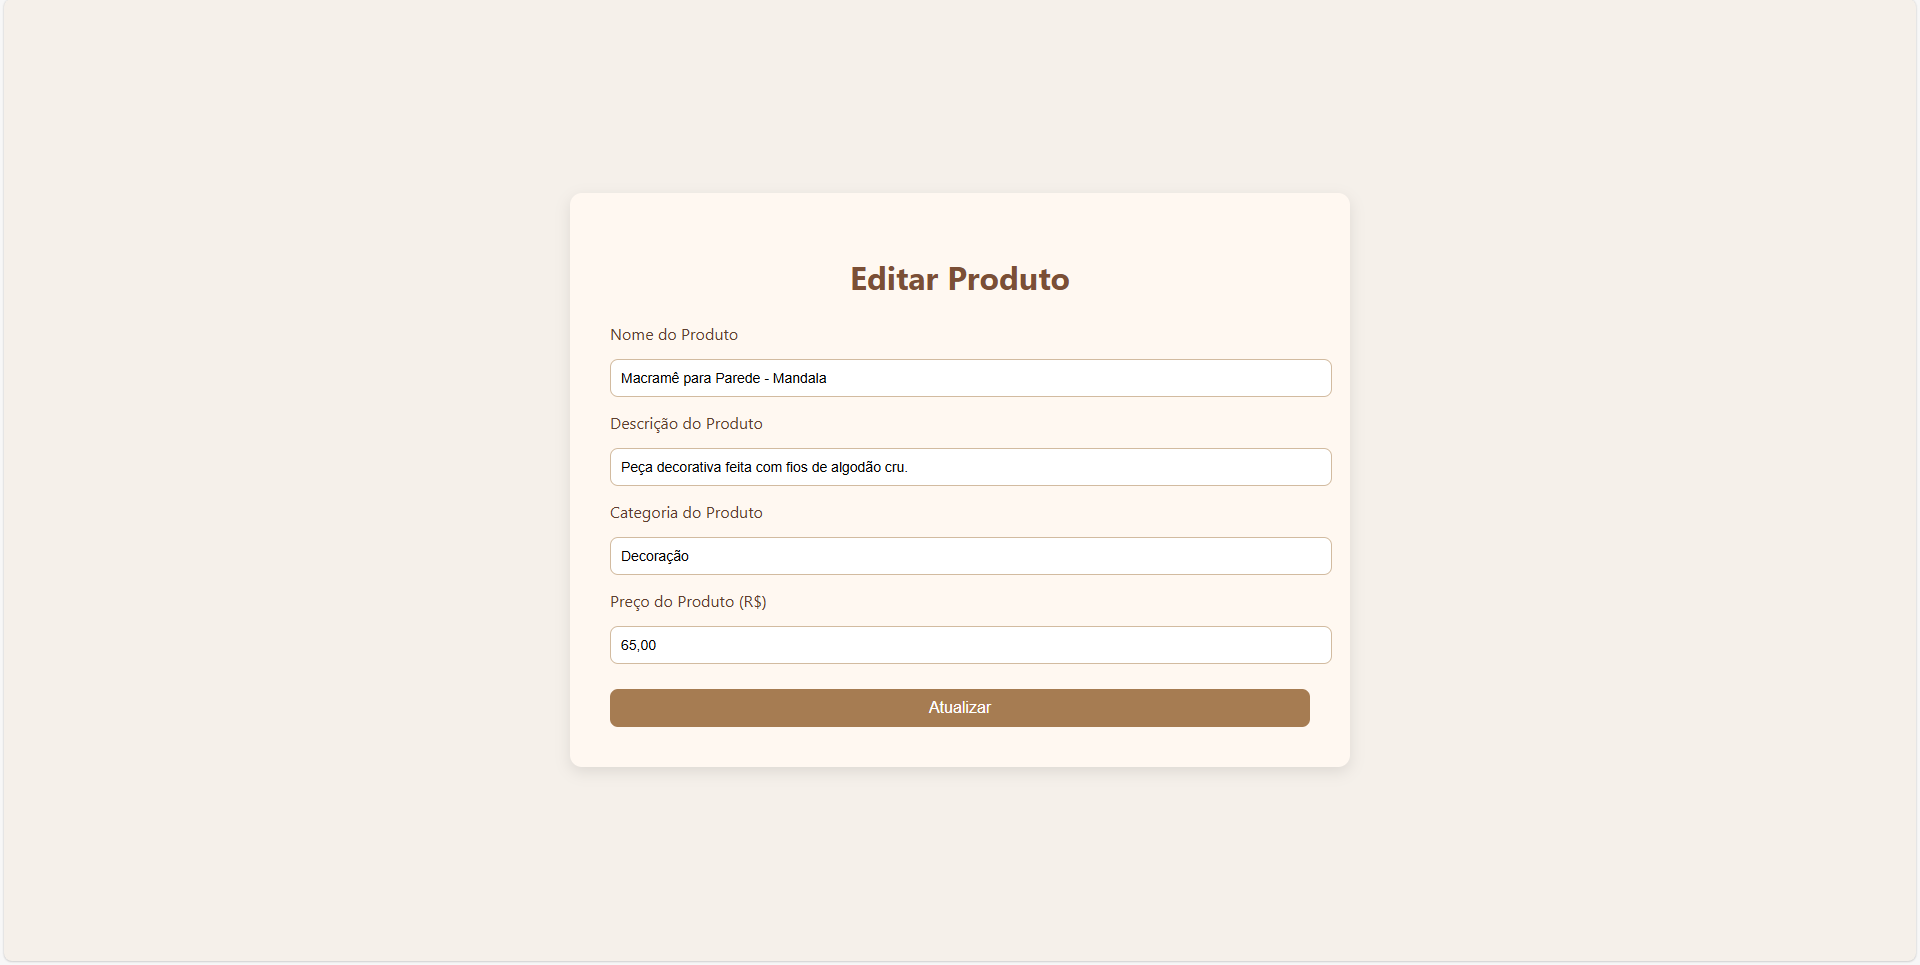 Editar Produto
Nome do Produto
Macramê para Parede - Mandala
Descrição do Produto
Peça decorativa feita com fios de algodão cru.
Categoria do Produto
Decoração
Preço do Produto (R$)
65,00
Atualizar